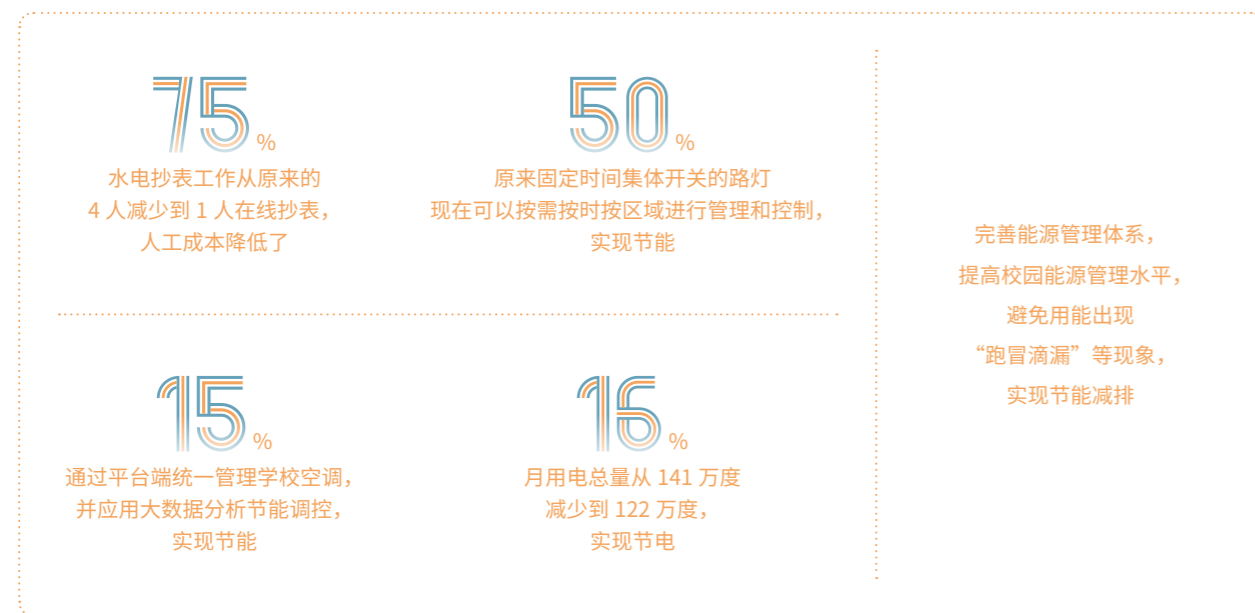 75%
水电抄表工作从原来的
4 人减少到 1 人在线抄表，
人工成本降低了
50%
原来固定时间集体开关的路灯
现在可以按需按时按区域进行管理和控制，
实现节能
15%
通过平台端统一管理学校空调，
并应用大数据分析节能调控，
实现节能
16%
月用电总量从 141 万度
减少到 122 万度，
实现节电
完善能源管理体系，
提高校园能源管理水平，
避免用能出现
“跑冒滴漏”等现象，
实现节能减排